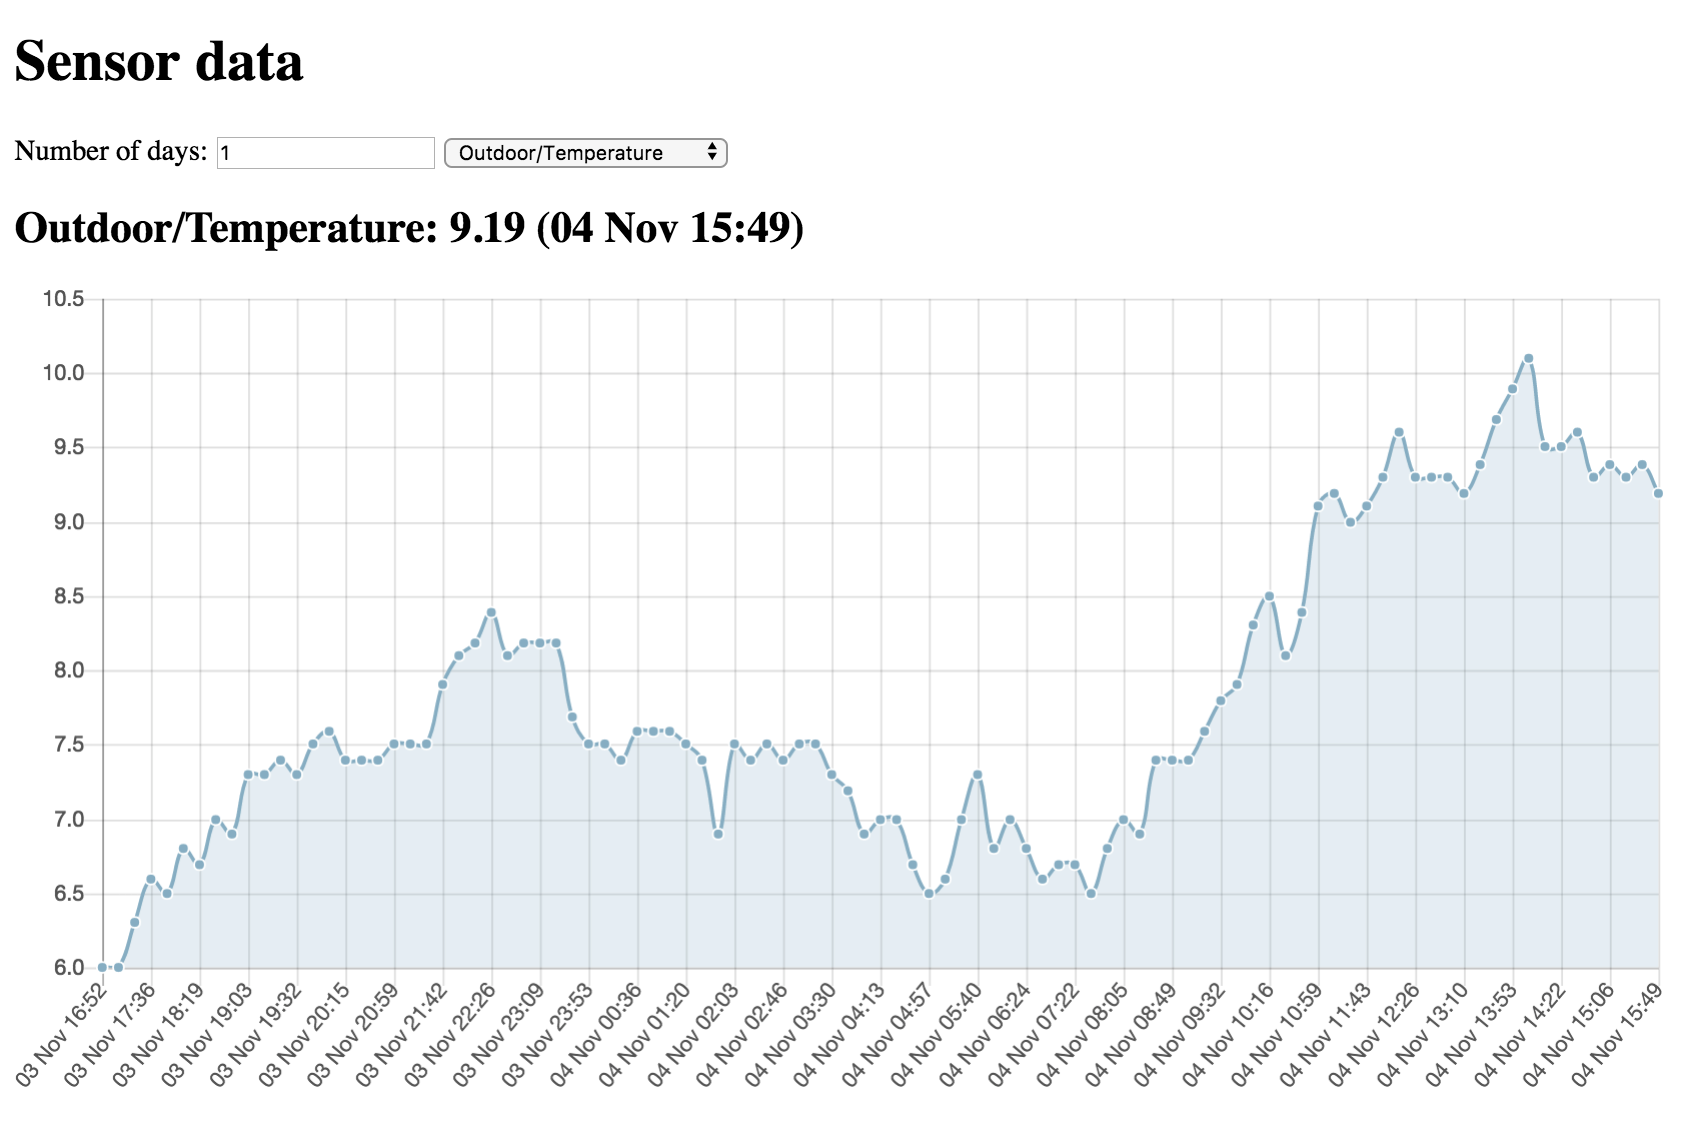 Sensor data
Number of days: 1 Outdoor/Temperature
Outdoor/Temperature: 9.19 (04 Nov 15:49)
10.5
10.0
9.5
9.0
8.5
8.0
7.5
7.0
6.5
6.0
03 Nov 16:52
03 Nov 17:36
03 Nov 18:19
03 Nov 19:03
03 Nov 19:32
03 Nov 20:15
03 Nov 20:59
03 Nov 21:42
03 Nov 22:26
03 Nov 23:09
03 Nov 23:53
04 Nov 00:36
04 Nov 01:20
04 Nov 02:03
04 Nov 02:46
04 Nov 03:30
04 Nov 04:13
04 Nov 04:57
04 Nov 05:40
04 Nov 06:24
04 Nov 07:22
04 Nov 08:05
04 Nov 08:49
04 Nov 09:32
04 Nov 10:16
04 Nov 10:59
04 Nov 11:43
04 Nov 12:26
04 Nov 13:10
04 Nov 13:53
04 Nov 14:22
04 Nov 15:06
04 Nov 15:49